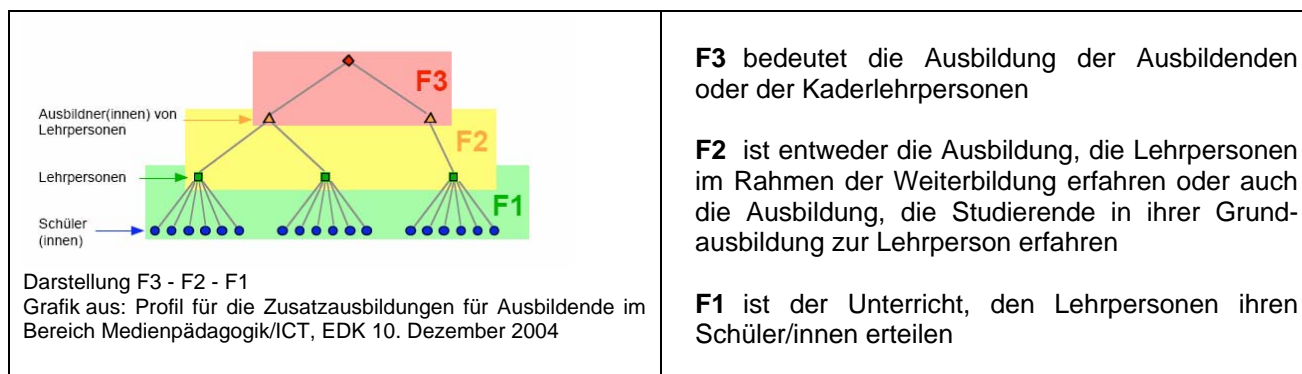 F3
Ausbildner(innen) von
Lehrpersonen
F2
Lehrpersonen
F1
Schüler
(innen)
Darstellung F3 - F2 - F1
Grafik aus: Profil für die Zusatzausbildungen für Ausbildende im
Bereich Medienpädagogik/ICT, EDK 10. Dezember 2004
F3 bedeutet die Ausbildung der Ausbildenden
oder der Kaderlehrpersonen
F2 ist entweder die Ausbildung, die Lehrpersonen
im Rahmen der Weiterbildung erfahren oder auch
die Ausbildung, die Studierende in ihrer Grund-
ausbildung zur Lehrperson erfahren
F1 ist der Unterricht, den Lehrpersonen ihren
Schüler/innen erteilen